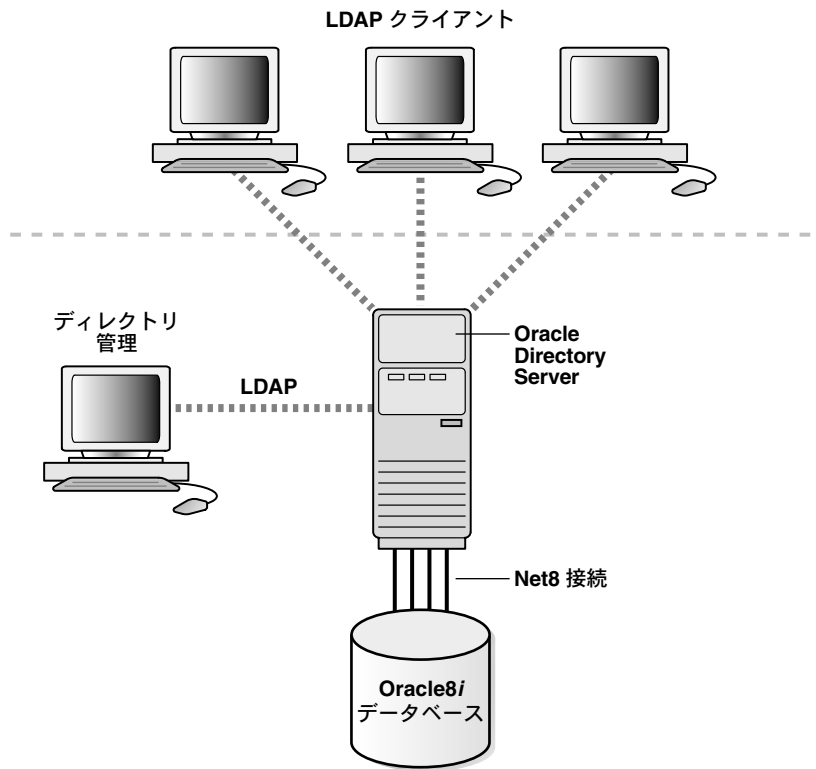 LDAP クライアント
ディレクトリ
管理
LDAP
Oracle
Directory
Server
Net8 接続
Oracle8i
データベース